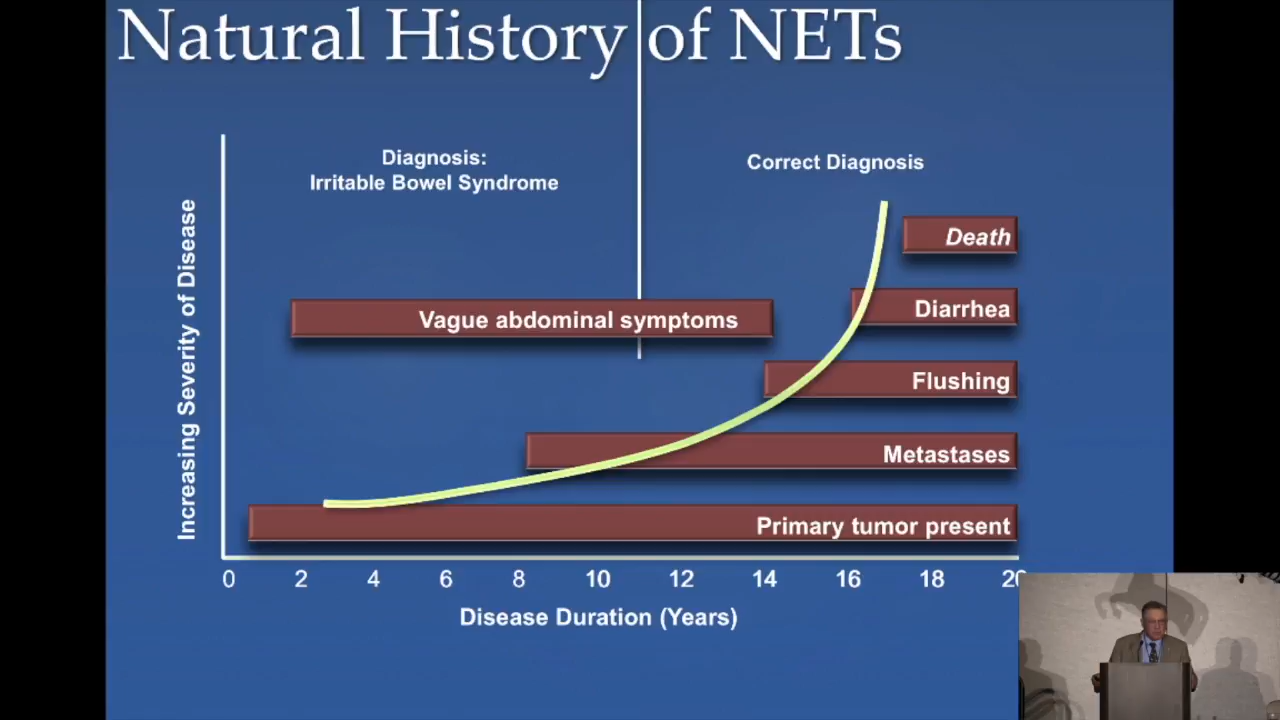 Natural History of NETs
Diagnosis:
Irritable Bowel Syndrome
Correct Diagnosis
Increasing Severity of Disease
Death
Diarrhea
Vague abdominal symptoms
Flushing
Metastases
Primary tumor present
0 2 4 6 8 10 12 14 16 18 20
Disease Duration (Years)